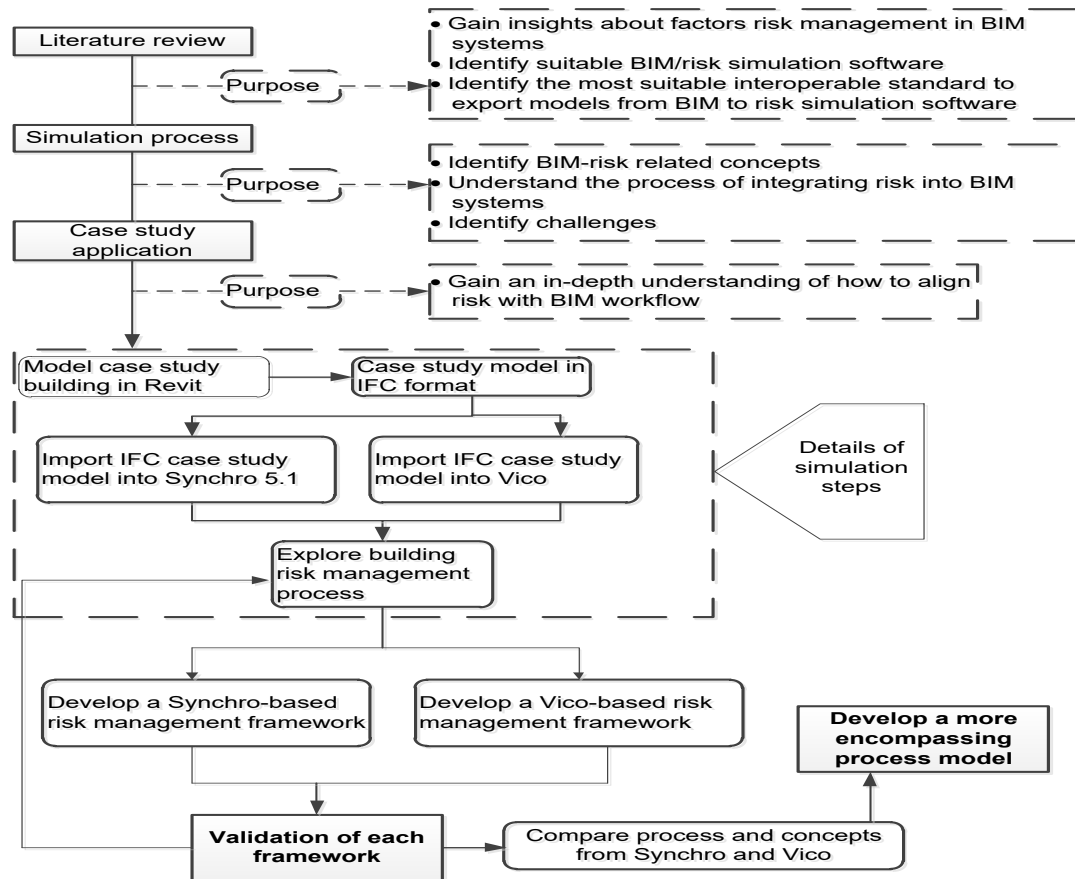 Literature review
Purpose
• Gain insights about factors risk management in BIM
systems
• Identify suitable BIM/risk simulation software
• Identify the most suitable interoperable standard to
export models from BIM to risk simulation software
Simulation process
Purpose
• Identify BIM-risk related concepts
• Understand the process of integrating risk into BIM
systems
• Identify challenges
Case study
application
Purpose
• Gain an in-depth understanding of how to align
risk with BIM workflow
Model case study
building in Revit
Case study model in
IFC format
Import IFC case study
model into Synchro 5.1
Import IFC case study
model into Vico
Details of
simulation
steps
Explore building
risk management
process
Develop a Synchro-based
risk management framework
Develop a Vico-based risk
management framework
Develop a more
encompassing
process model
Validation of each
framework
Compare process and concepts
from Synchro and Vico